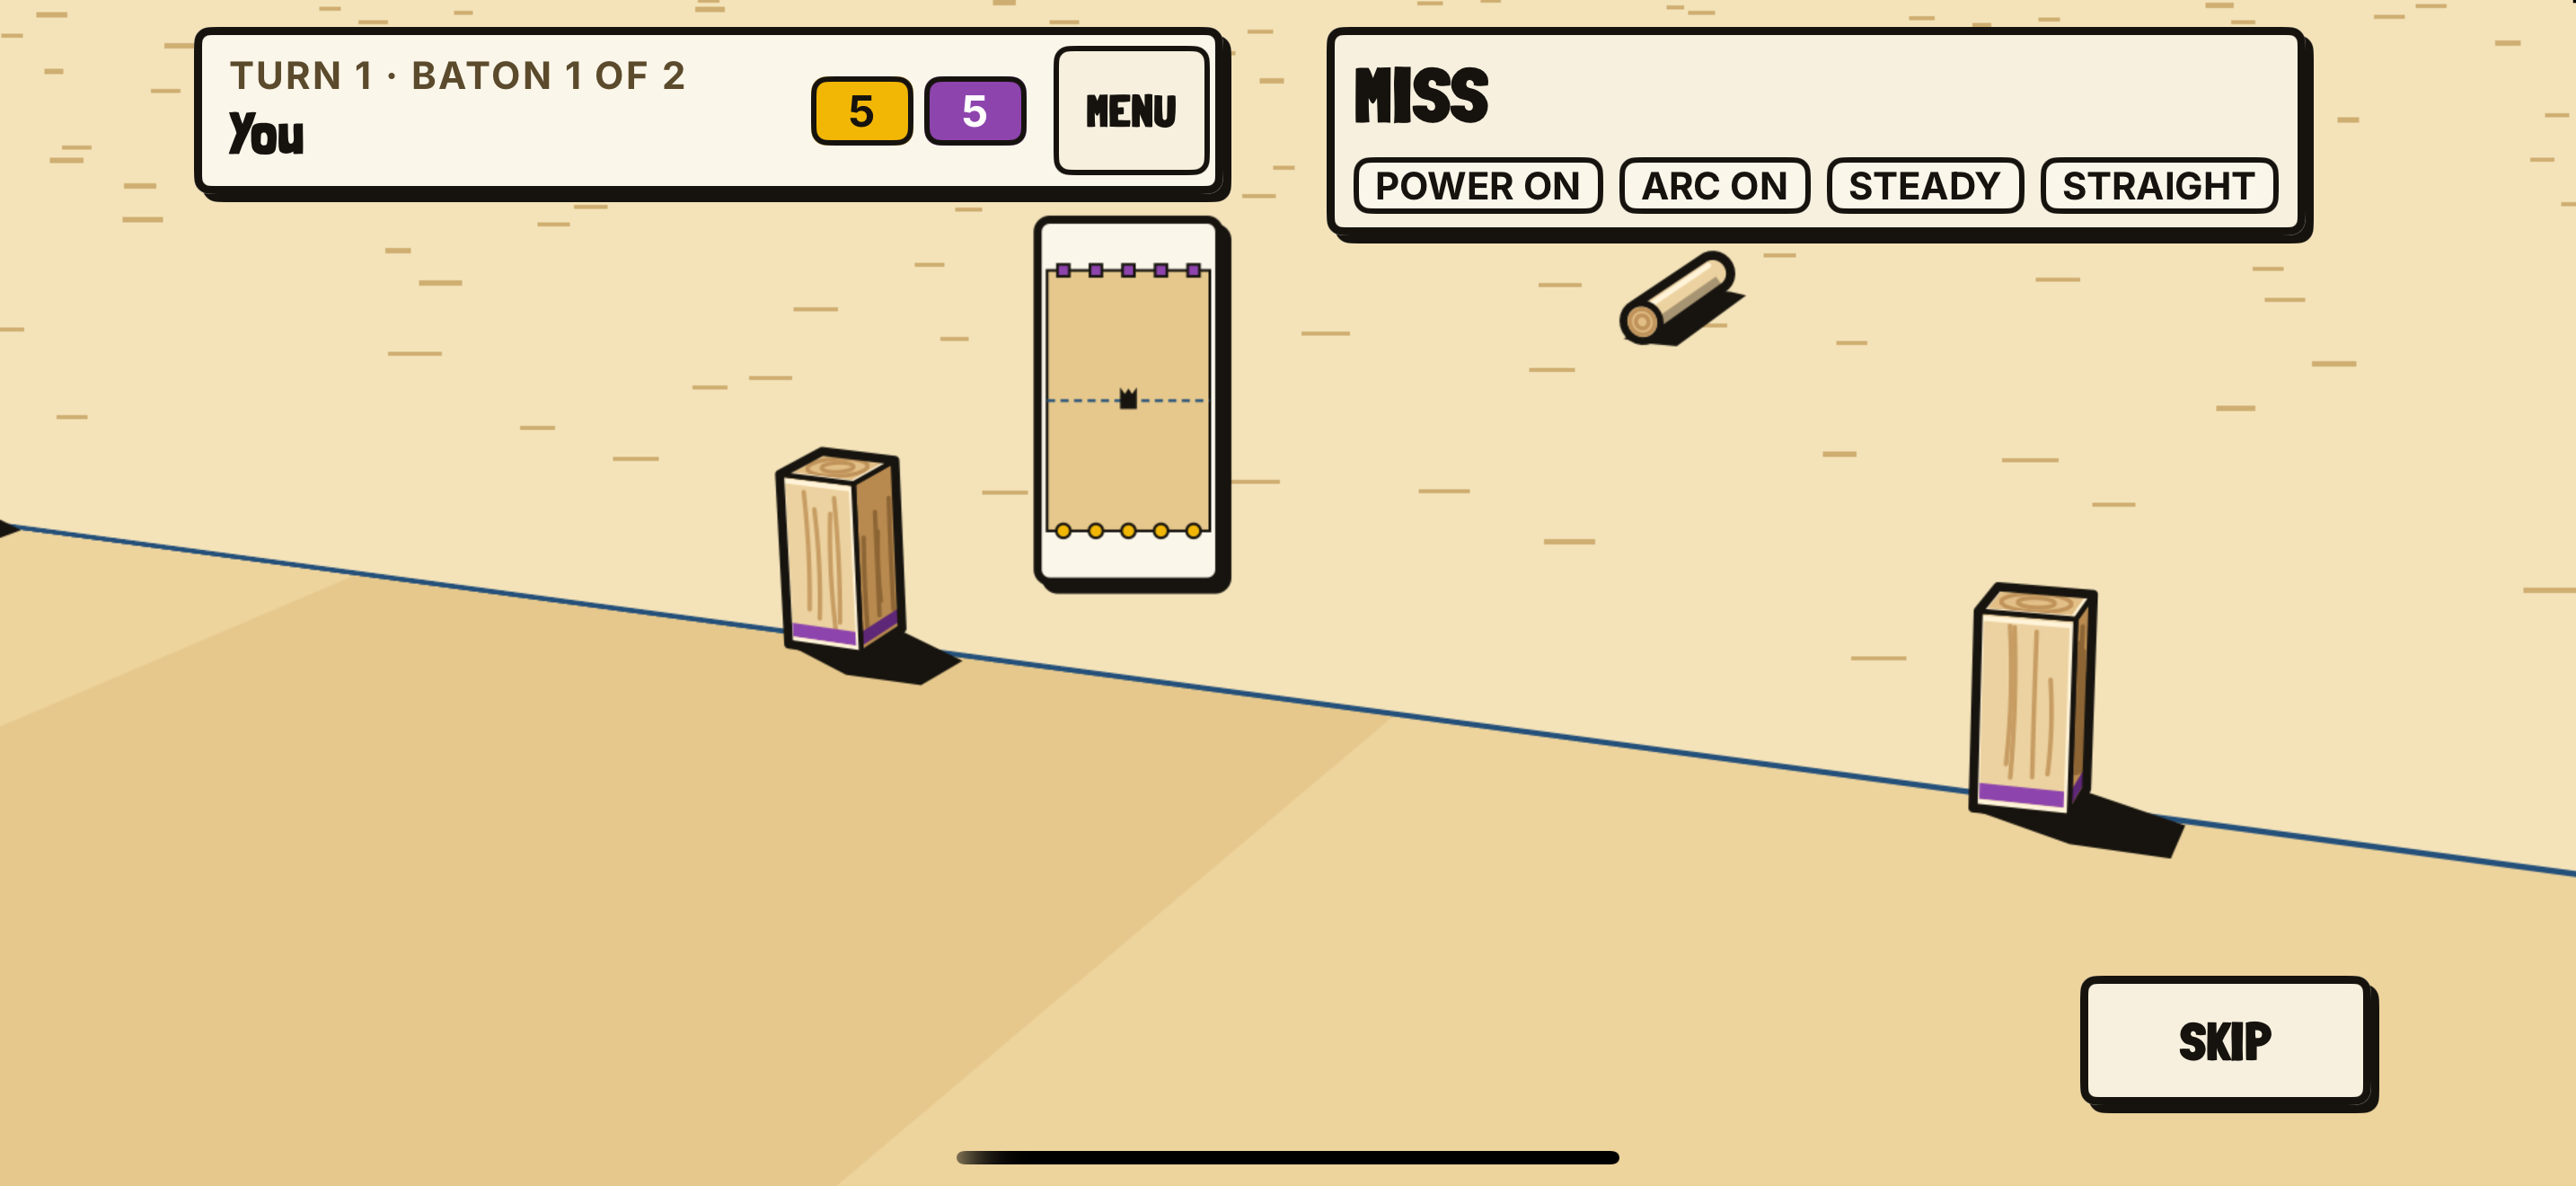 TURN 1 · BATON 1 OF 2
You
5 5
MENU
MISS
POWER ON ARC ON STEADY STRAIGHT
SKIP